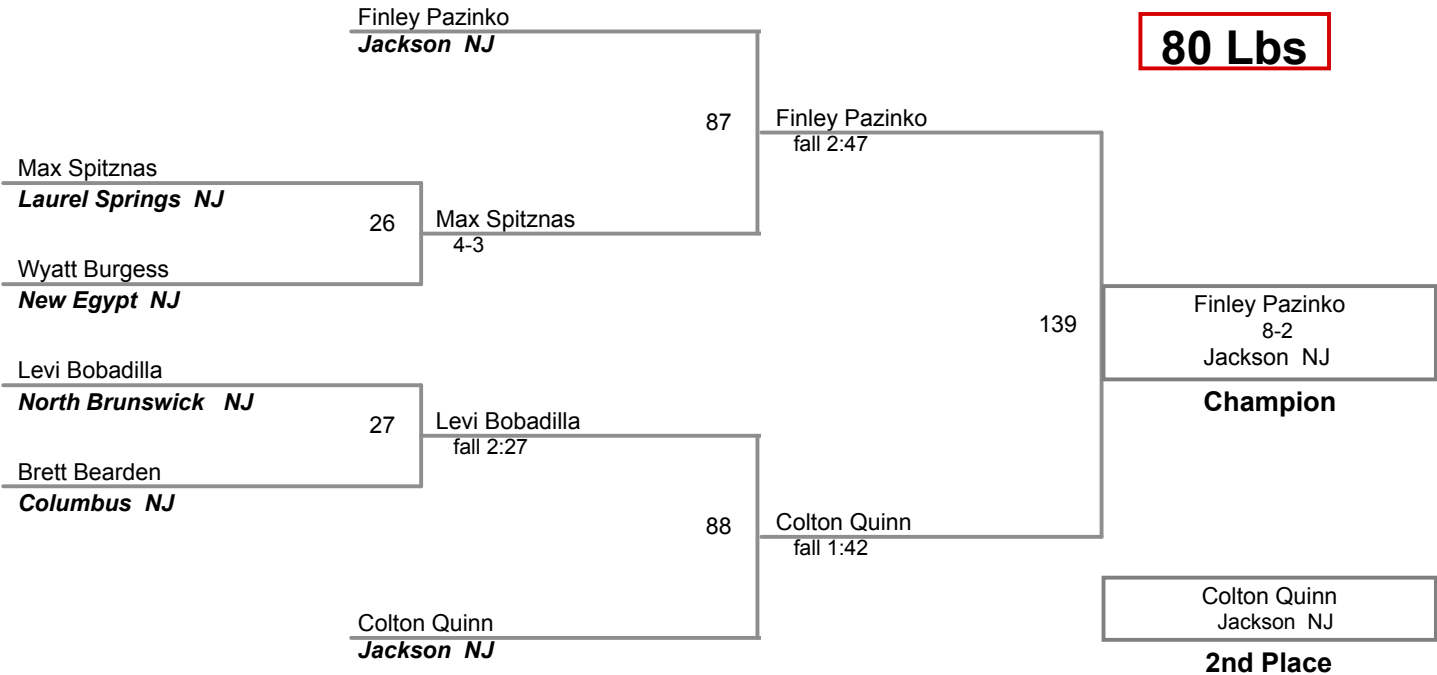 Finley Pazinko
Jackson  NJ
80 Lbs
87
Finley Pazinko
fall 2:47
Max Spitznas
Laurel Springs  NJ
26
Max Spitznas
4-3
Wyatt Burgess
New Egypt  NJ
139
Finley Pazinko
8-2
Jackson  NJ
Champion
Levi Bobadilla
North Brunswick   NJ
27
Levi Bobadilla
fall 2:27
Brett Bearden
Columbus  NJ
88
Colton Quinn
fall 1:42
Colton Quinn
Jackson  NJ
Colton Quinn
Jackson  NJ
2nd Place